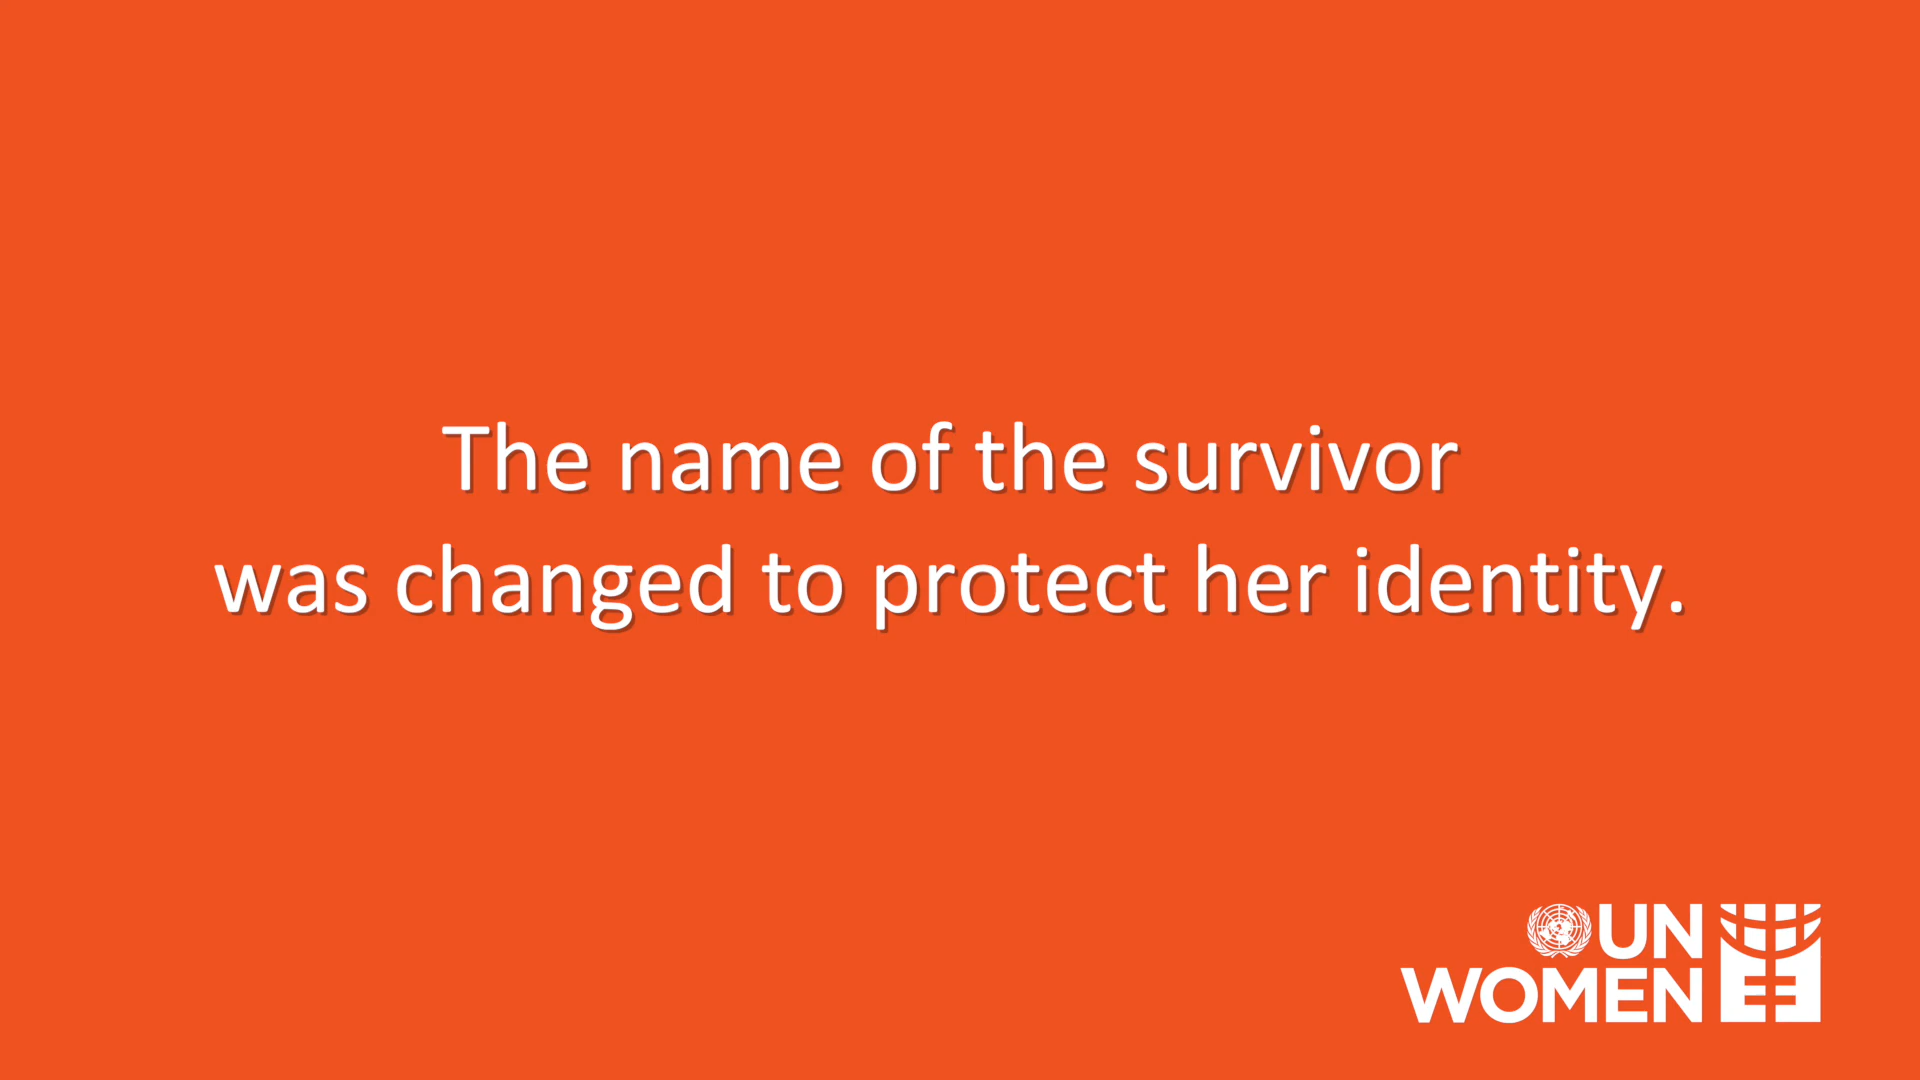 The name of the survivor
was changed to protect her identity.
UN
WOMEN